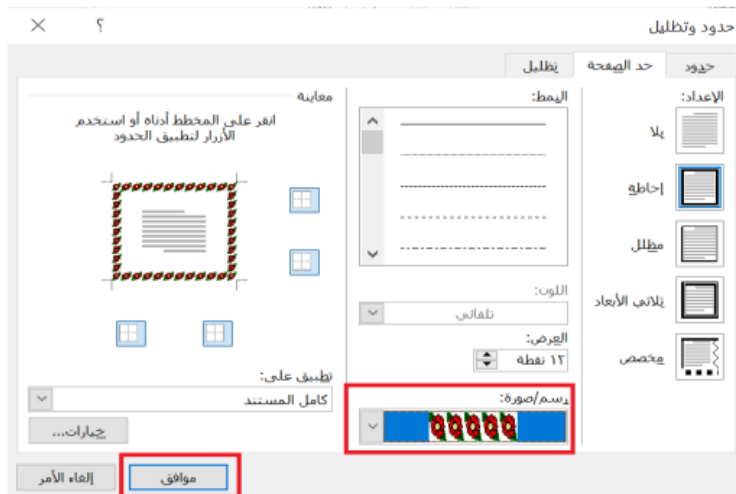 حدود وتظليل
؟
حدود
حد الصفحة
تظليل
الإعداد:
بلا
إحاطة
مظلل
ثلاثي الأبعاد
مخصص
النمط:
اللون:
تلقائي
العرض:
١٢ نقطة
رسم/صورة:
معاينة
انقر على المخطط أدناه أو استخدم
الأزرار لتطبيق الحدود
تطبيق على:
كامل المستند
خيارات...
موافق
إلغاء الأمر